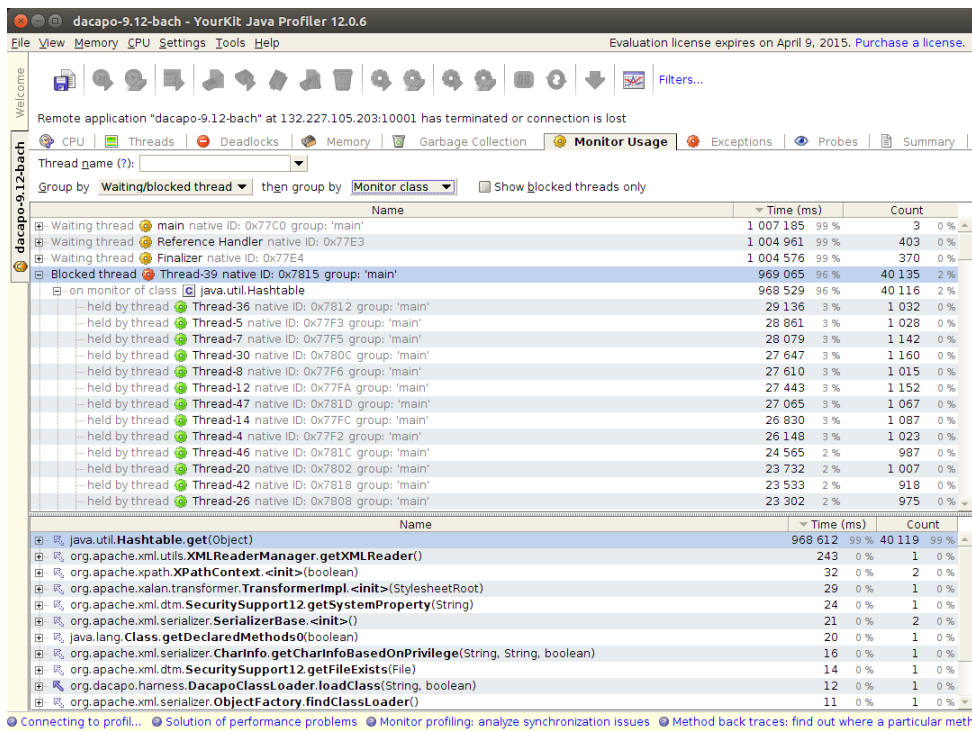 dacapo-9.12-bach - YourKit Java Profiler 12.0.6
File View Memory CPU Settings Tools Help Evaluation license expires on April 9, 2015. Purchase a license.
Welcome
dacapo-9.12-bach
Filters...
Remote application "dacapo-9.12-bach" at 132.227.105.203:10001 has terminated or connection is lost
CPU Threads Deadlocks Memory Garbage Collection Monitor Usage Exceptions Probes Summary
Thread name (?):
Group by Waiting/blocked thread then group by Monitor class Show blocked threads only
Name Time (ms) Count
Waiting thread main native ID: 0x77C0 group: 'main' 1 007 185 99 % 3 0 %
Waiting thread Reference Handler native ID: 0x77E3 1 004 961 99 % 403 0 %
Waiting thread Finalizer native ID: 0x77E4 1 004 576 99 % 370 0 %
Blocked thread Thread-39 native ID: 0x7815 group: 'main' 969 065 96 % 40 135 2 %
on monitor of class C java.util.Hashtable 968 529 96 % 40 116 2 %
held by thread Thread-36 native ID: 0x7812 group: 'main' 29 136 3 % 1 032 0 %
held by thread Thread-5 native ID: 0x77F3 group: 'main' 28 861 3 % 1 028 0 %
held by thread Thread-7 native ID: 0x77F5 group: 'main' 28 079 3 % 1 142 0 %
held by thread Thread-30 native ID: 0x780C group: 'main' 27 647 3 % 1 160 0 %
held by thread Thread-8 native ID: 0x77F6 group: 'main' 27 610 3 % 1 015 0 %
held by thread Thread-12 native ID: 0x77FA group: 'main' 27 443 3 % 1 152 0 %
held by thread Thread-47 native ID: 0x781D group: 'main' 27 065 3 % 1 067 0 %
held by thread Thread-14 native ID: 0x77FC group: 'main' 26 830 3 % 1 087 0 %
held by thread Thread-4 native ID: 0x77F2 group: 'main' 26 148 3 % 1 023 0 %
held by thread Thread-46 native ID: 0x781C group: 'main' 24 565 2 % 987 0 %
held by thread Thread-20 native ID: 0x7802 group: 'main' 23 732 2 % 1 007 0 %
held by thread Thread-42 native ID: 0x7818 group: 'main' 23 533 2 % 918 0 %
held by thread Thread-26 native ID: 0x7808 group: 'main' 23 302 2 % 975 0 %
Name Time (ms) Count
java.util.Hashtable.get(Object) 968 612 99 % 40 119 99 %
org.apache.xml.utils.XMLReaderManager.getXMLReader() 243 0 % 1 0 %
org.apache.xpath.XPathContext.<init>(boolean) 32 0 % 2 0 %
org.apache.xalan.transformer.TransformerImpl.<init>(StylesheetRoot) 29 0 % 1 0 %
org.apache.xml.dtm.SecuritySupport12.getSystemProperty(String) 24 0 % 1 0 %
org.apache.xml.serializer.SerializerBase.<init>() 21 0 % 2 0 %
java.lang.Class.getDeclaredMethods0(boolean) 20 0 % 1 0 %
org.apache.xml.serializer.CharInfo.getCharInfoBasedOnPrivilege(String, String, boolean) 16 0 % 1 0 %
org.apache.xml.dtm.SecuritySupport12.getFileExists(File) 14 0 % 1 0 %
org.dacapo.harness.DacapoClassLoader.loadClass(String, boolean) 12 0 % 1 0 %
org.apache.xml.serializer.ObjectFactory.findClassLoader() 11 0 % 1 0 %
Connecting to profil... Solution of performance problems Monitor profiling: analyze synchronization issues Method back traces: find out where a particular meth